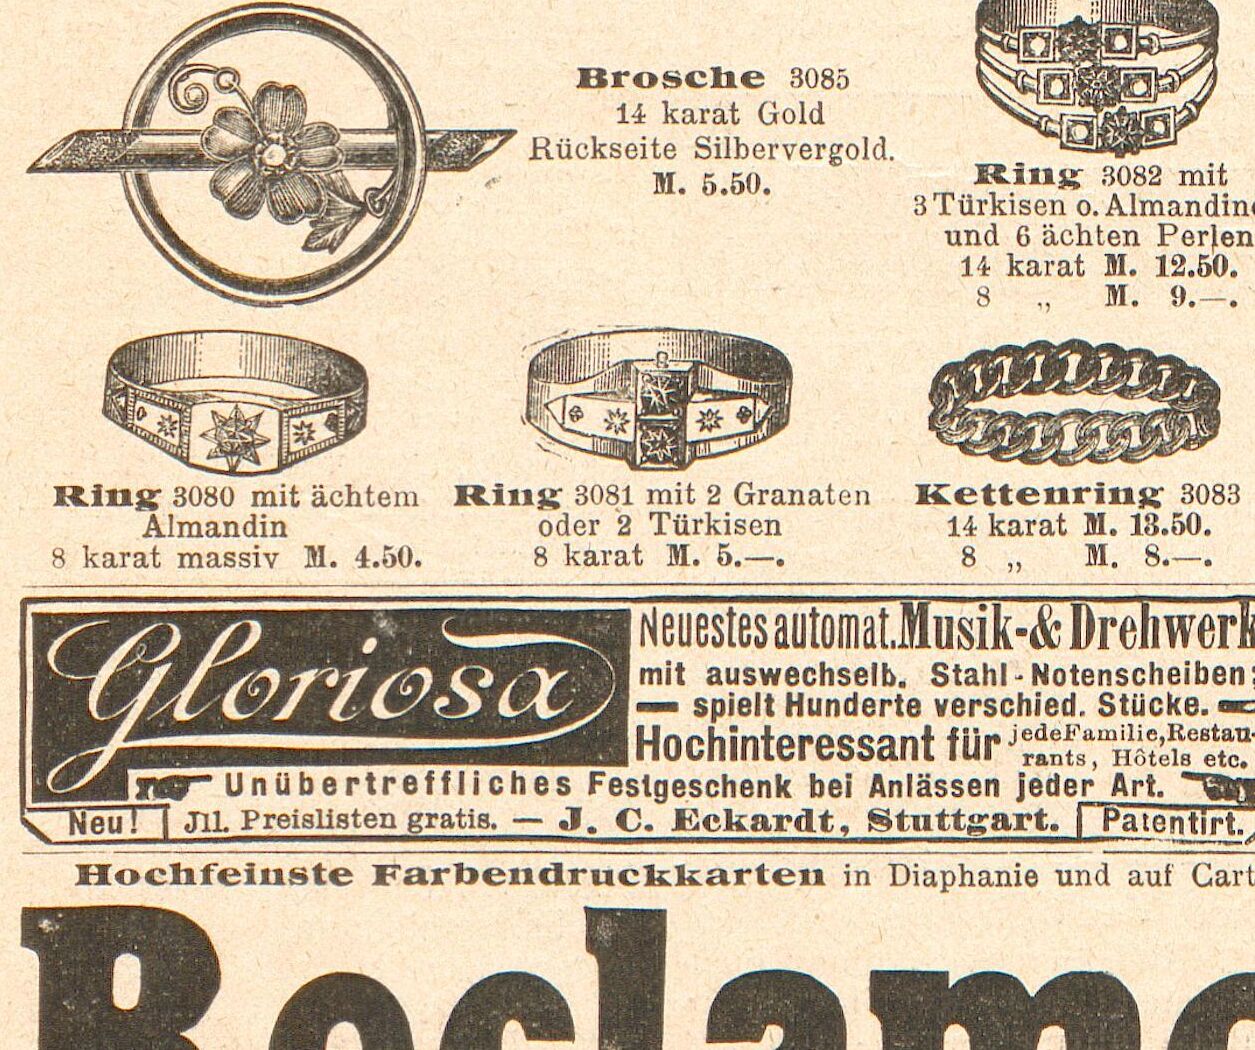 Brosche 3085
14 karat Gold
Rückseite Silbervergold.
M. 5.50.
Ring 3082 mit
3 Türkisen o. Almandine
und 6 ächten Perlen
14 karat M. 12.50.
8 „ M. 9.—.
Ring 3080 mit ächtem
Almandin
8 karat massiv M. 4.50.
Ring 3081 mit 2 Granaten
oder 2 Türkisen
8 karat M. 5.—.
Kettenring 3083
14 karat M. 13.50.
8 „ M. 8.—.
Gloriosa
Neuestes automat. Musik- & Drehwerk
mit auswechselb. Stahl-Notenscheiben;
— spielt Hunderte verschied. Stücke. —
Hochinteressant für jede Familie, Restau-
rants, Hôtels etc.
Unübertreffliches Festgeschenk bei Anlässen jeder Art.
Neu! Jll. Preislisten gratis. — J. C. Eckardt, Stuttgart. Patentirt.
Hochfeinste Farbendruckkarten in Diaphanie und auf Cart
Reclame